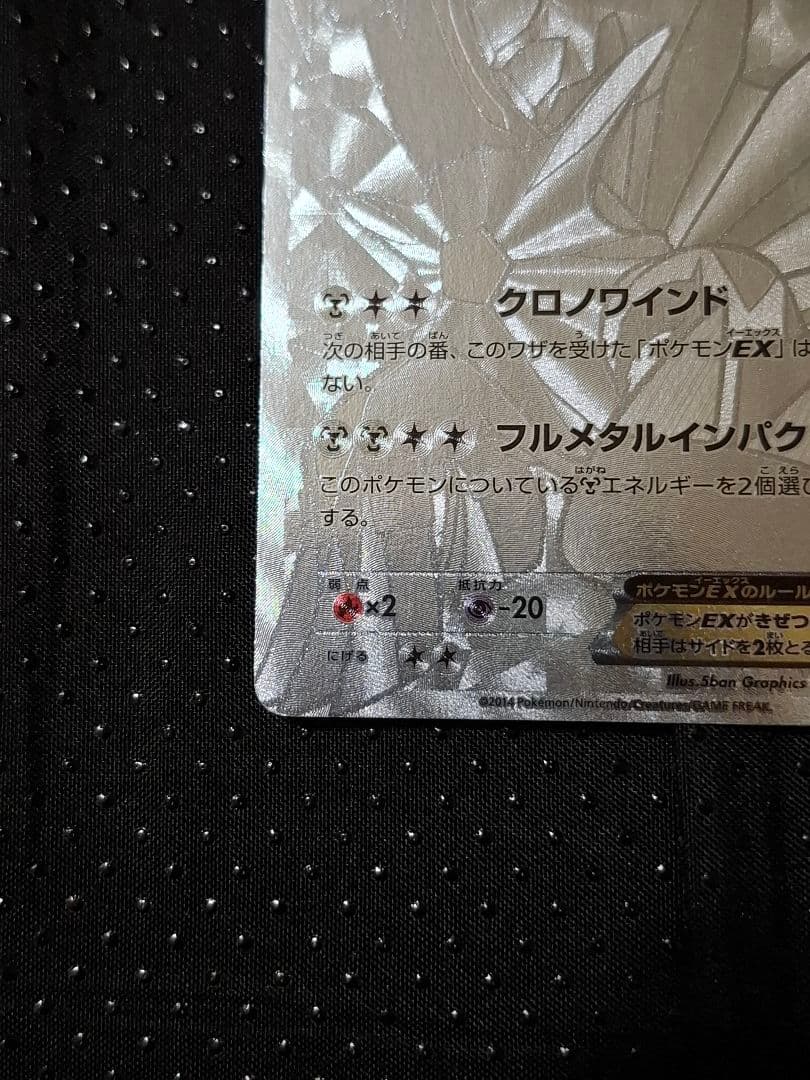 クロノワインド
次の相手の番、このワザを受けた「ポケモンEX」は
ない。
フルメタルインパク
このポケモンについているエネルギーを2個選び
する。
弱点 抵抗力
×2 -20
にげる
ポケモンEXのルール
ポケモンEXがきぜつ
相手はサイドを2枚とる
Illus. 5ban Graphics
©2014 Pokémon/Nintendo/Creatures/GAME FREAK.